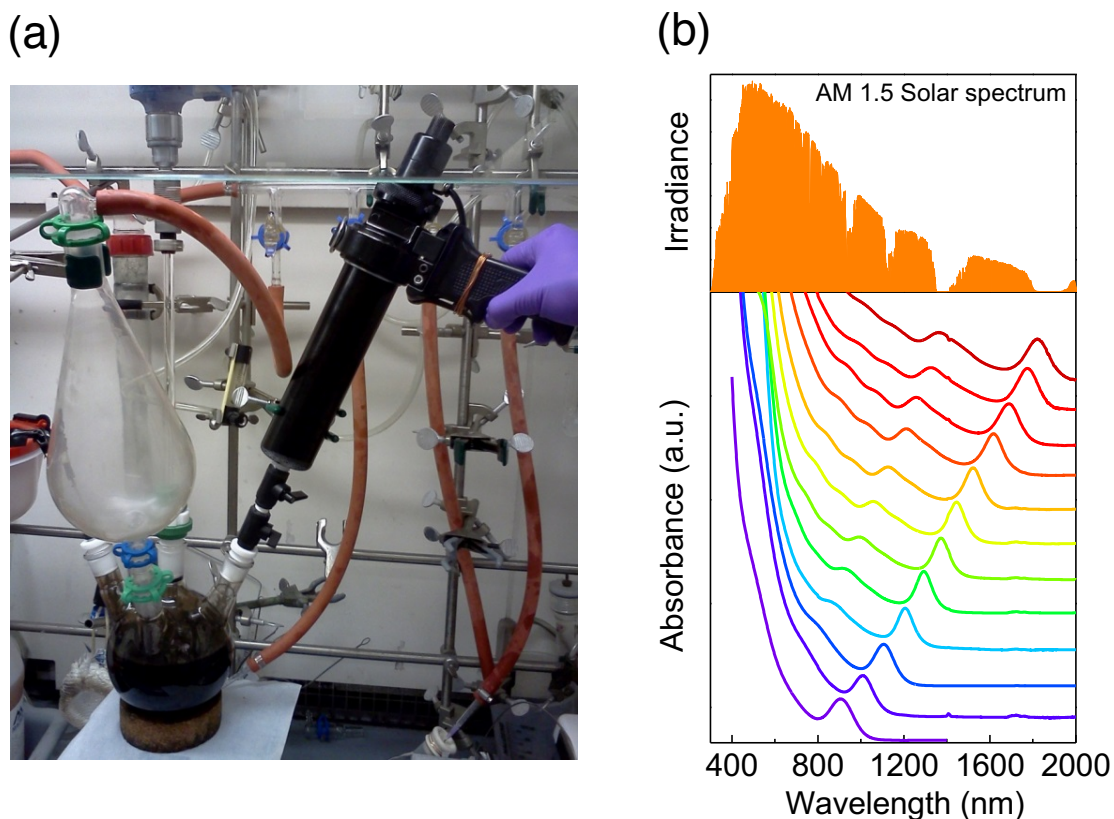 (a)
(b)
AM 1.5 Solar spectrum
Irradiance
Absorbance (a.u.)
400 800 1200 1600 2000
Wavelength (nm)